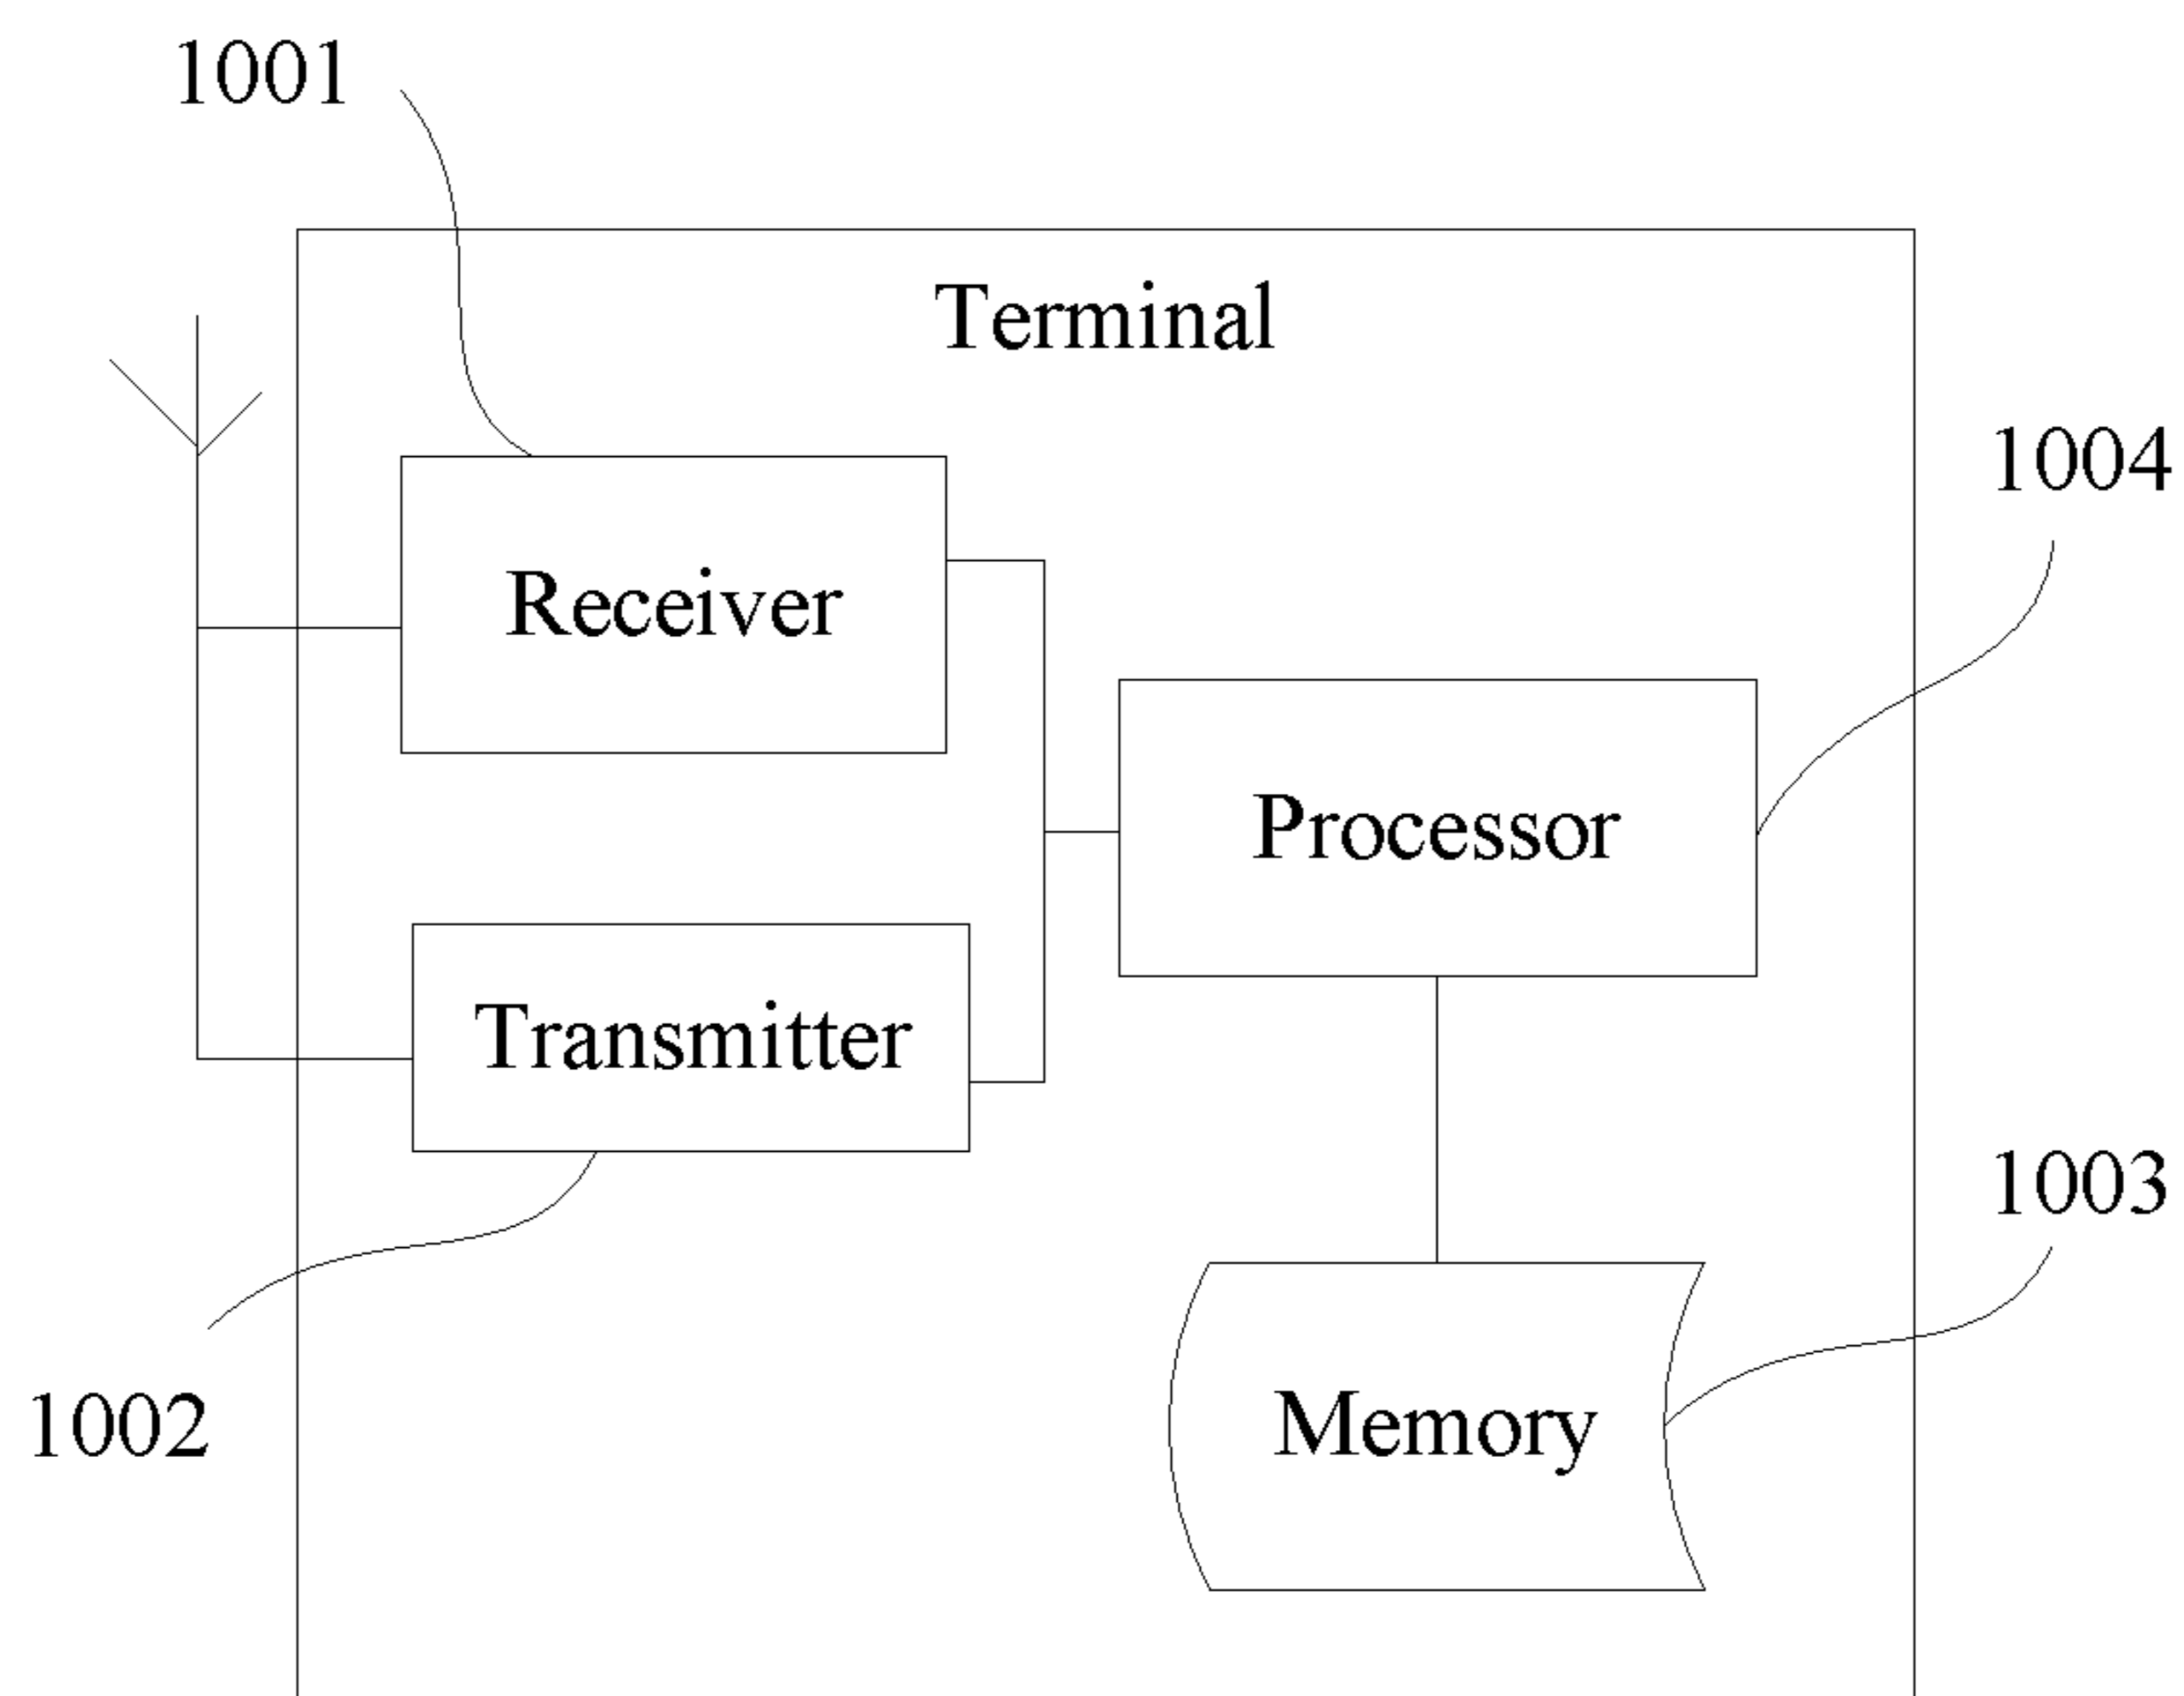 1001
Terminal
1004
Receiver
Processor
Transmitter
1003
1002
Memory